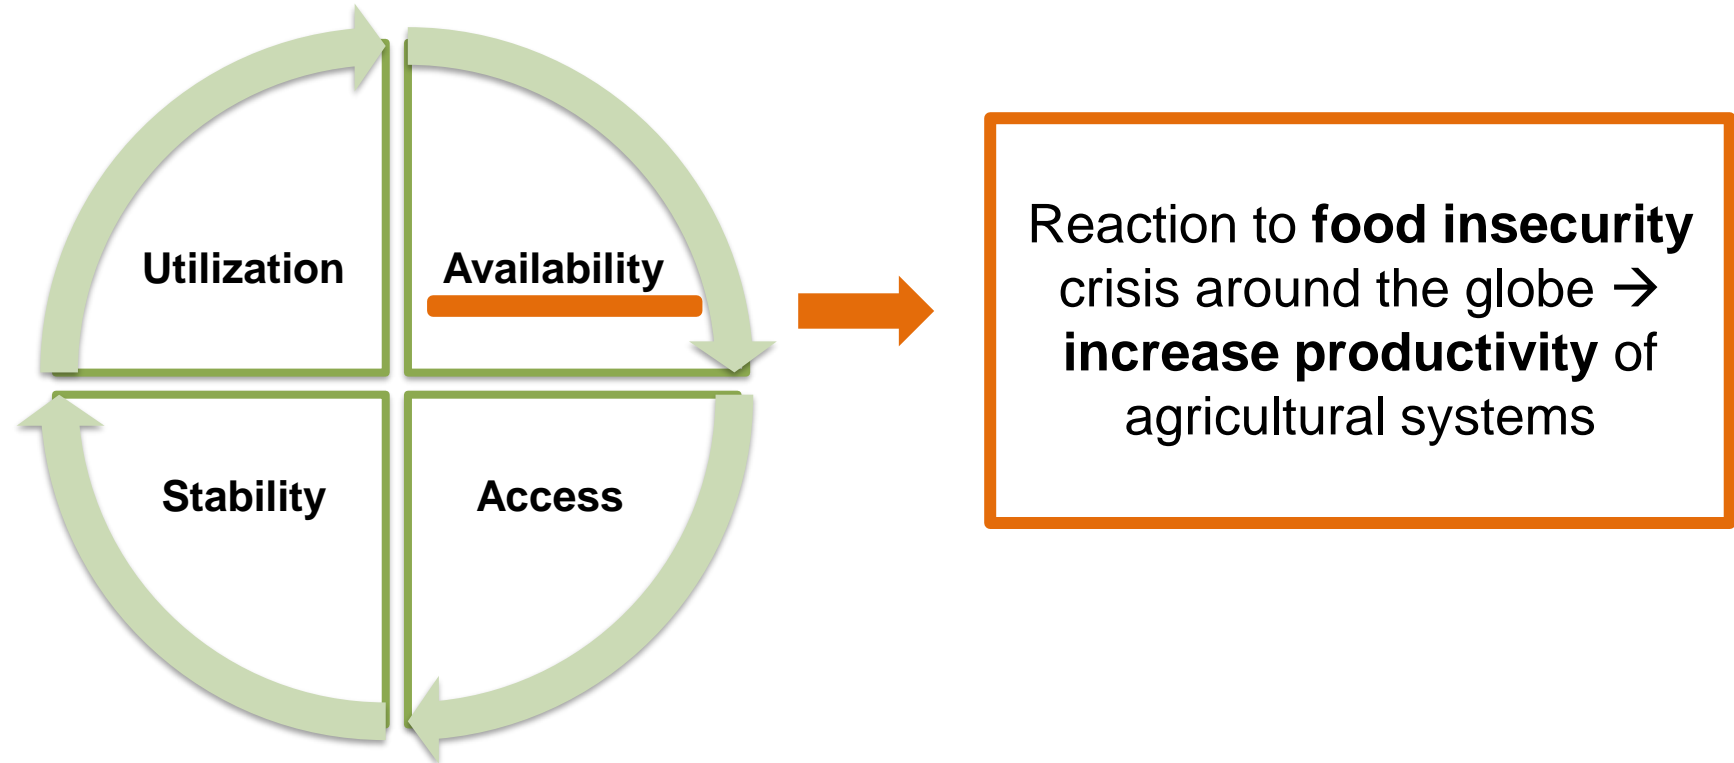 Utilization
Availability
Stability
Access
Reaction to food insecurity
crisis around the globe →
increase productivity of
agricultural systems